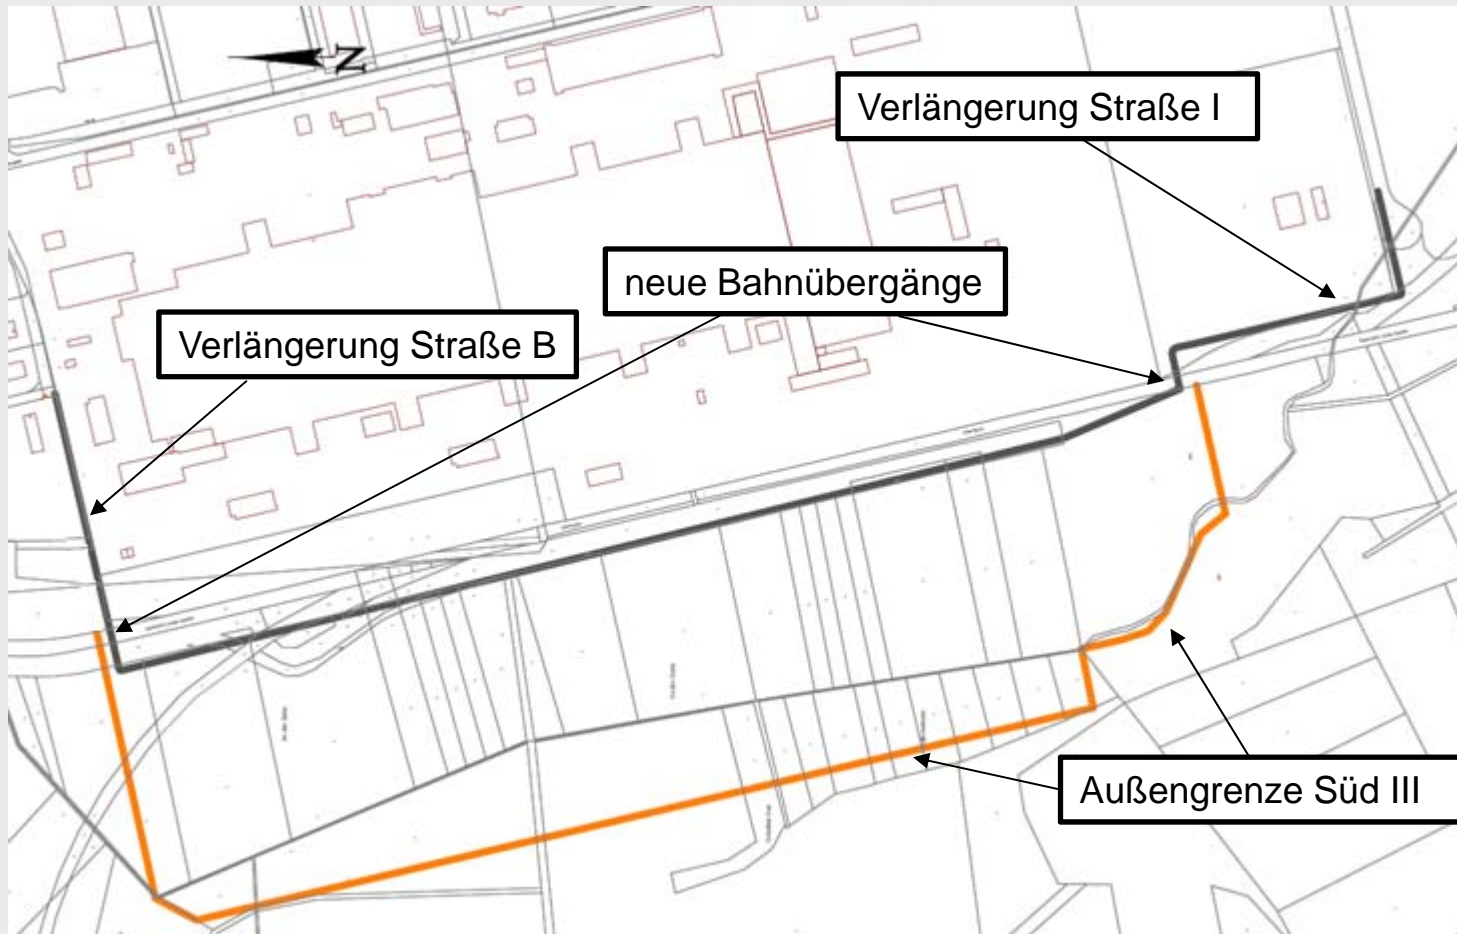 N
Verlängerung Straße I
neue Bahnübergänge
Verlängerung Straße B
Außengrenze Süd III